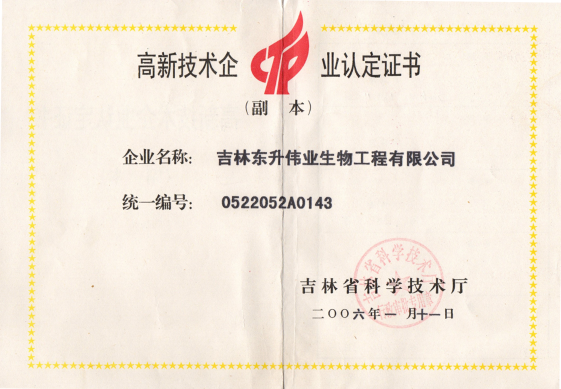 高新技术企 业认定证书
(副 本)
企业名称： 吉林东升伟业生物工程有限公司
统一编号： 0522052A0143
吉林省科学技术厅
二〇〇六年一月十一日